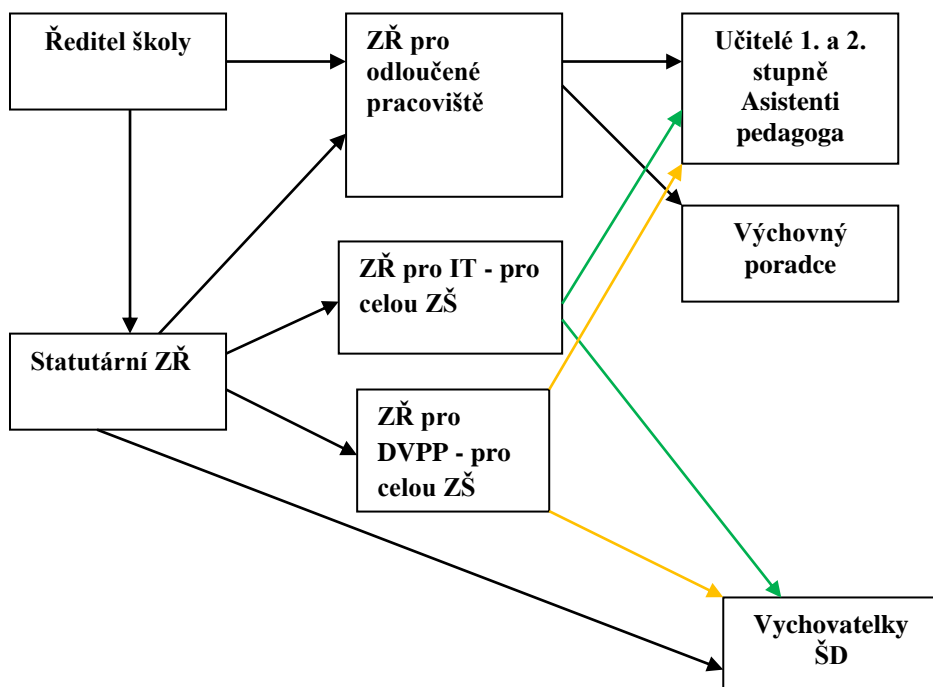 Ředitel školy
ZŘ pro
odloučené
pracoviště
Učitelé 1. a 2.
stupně
Asistenti
pedagoga
Výchovný
poradce
ZŘ pro IT - pro
celou ZŠ
Statutární ZŘ
ZŘ pro
DVPP - pro
celou ZŠ
Vychovatelky
ŠD